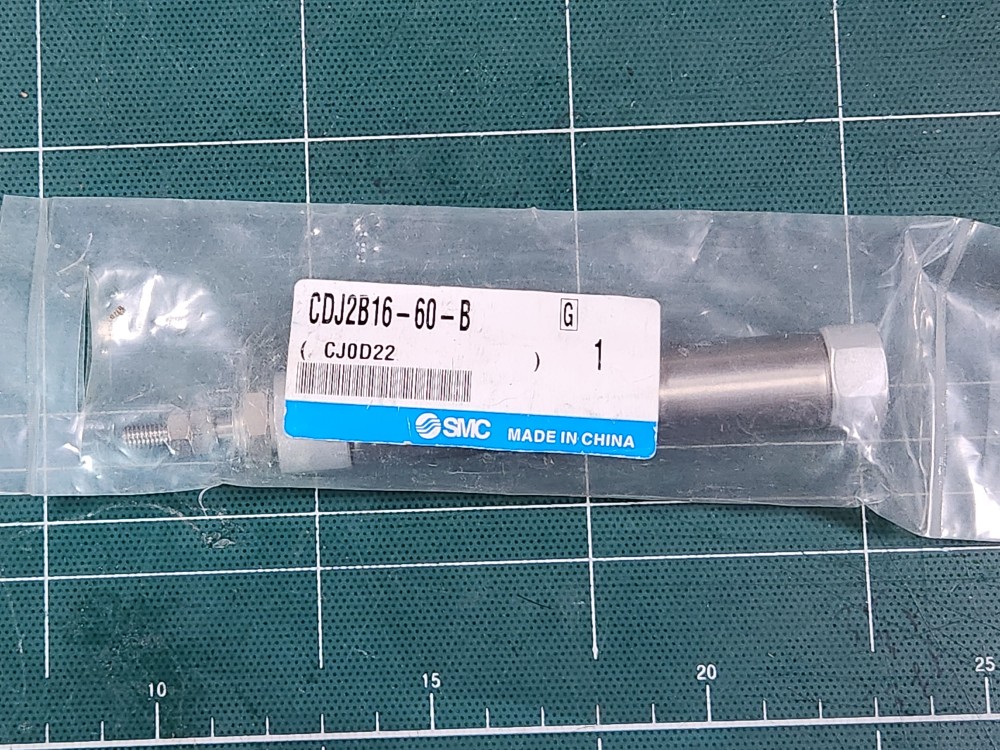 CDJ2B16-60-B G
( CJ0D22 ) 1
SMC MADE IN CHINA
10 15 20 25